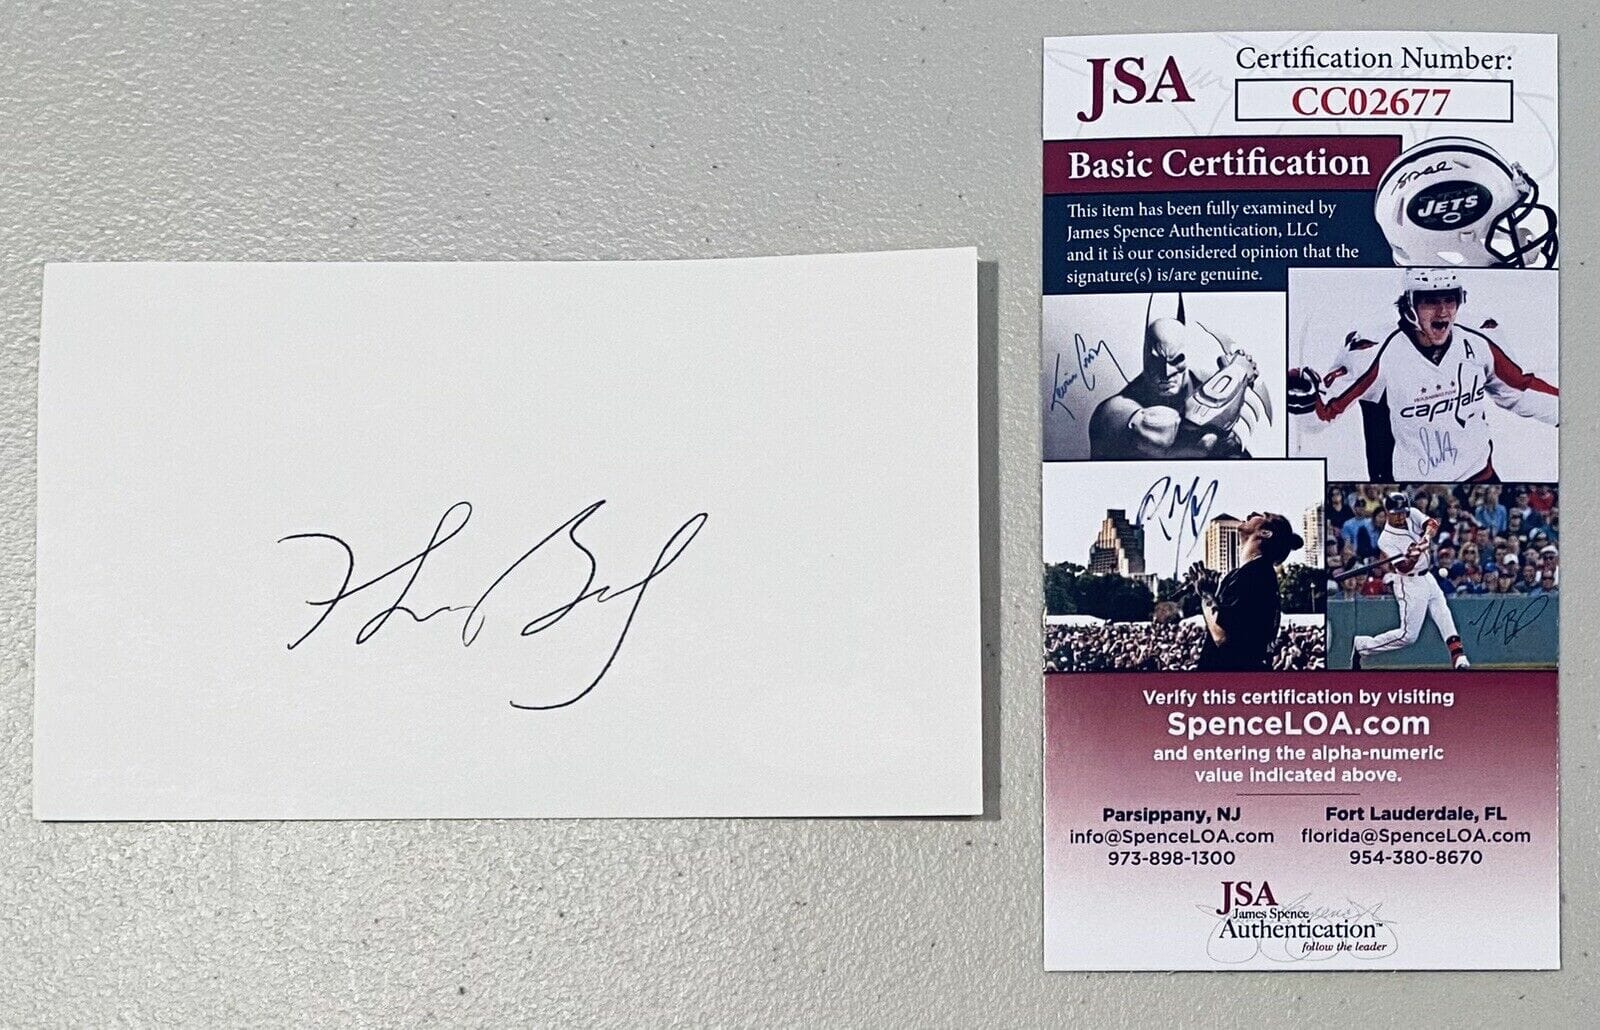 JSA
Certification Number:
CC02677
Basic Certification
This item has been fully examined by
James Spence Authentication, LLC
and it is our considered opinion that the
signature(s) is/are genuine.
JETS
A
WASHINGTON
capitals
Verify this certification by visiting
SpenceLOA.com
and entering the alpha-numeric
value indicated above.
Parsippany, NJ
info@SpenceLOA.com
973-898-1300
Fort Lauderdale, FL
florida@SpenceLOA.com
954-380-8670
JSA
James Spence
Authentication™
follow the leader